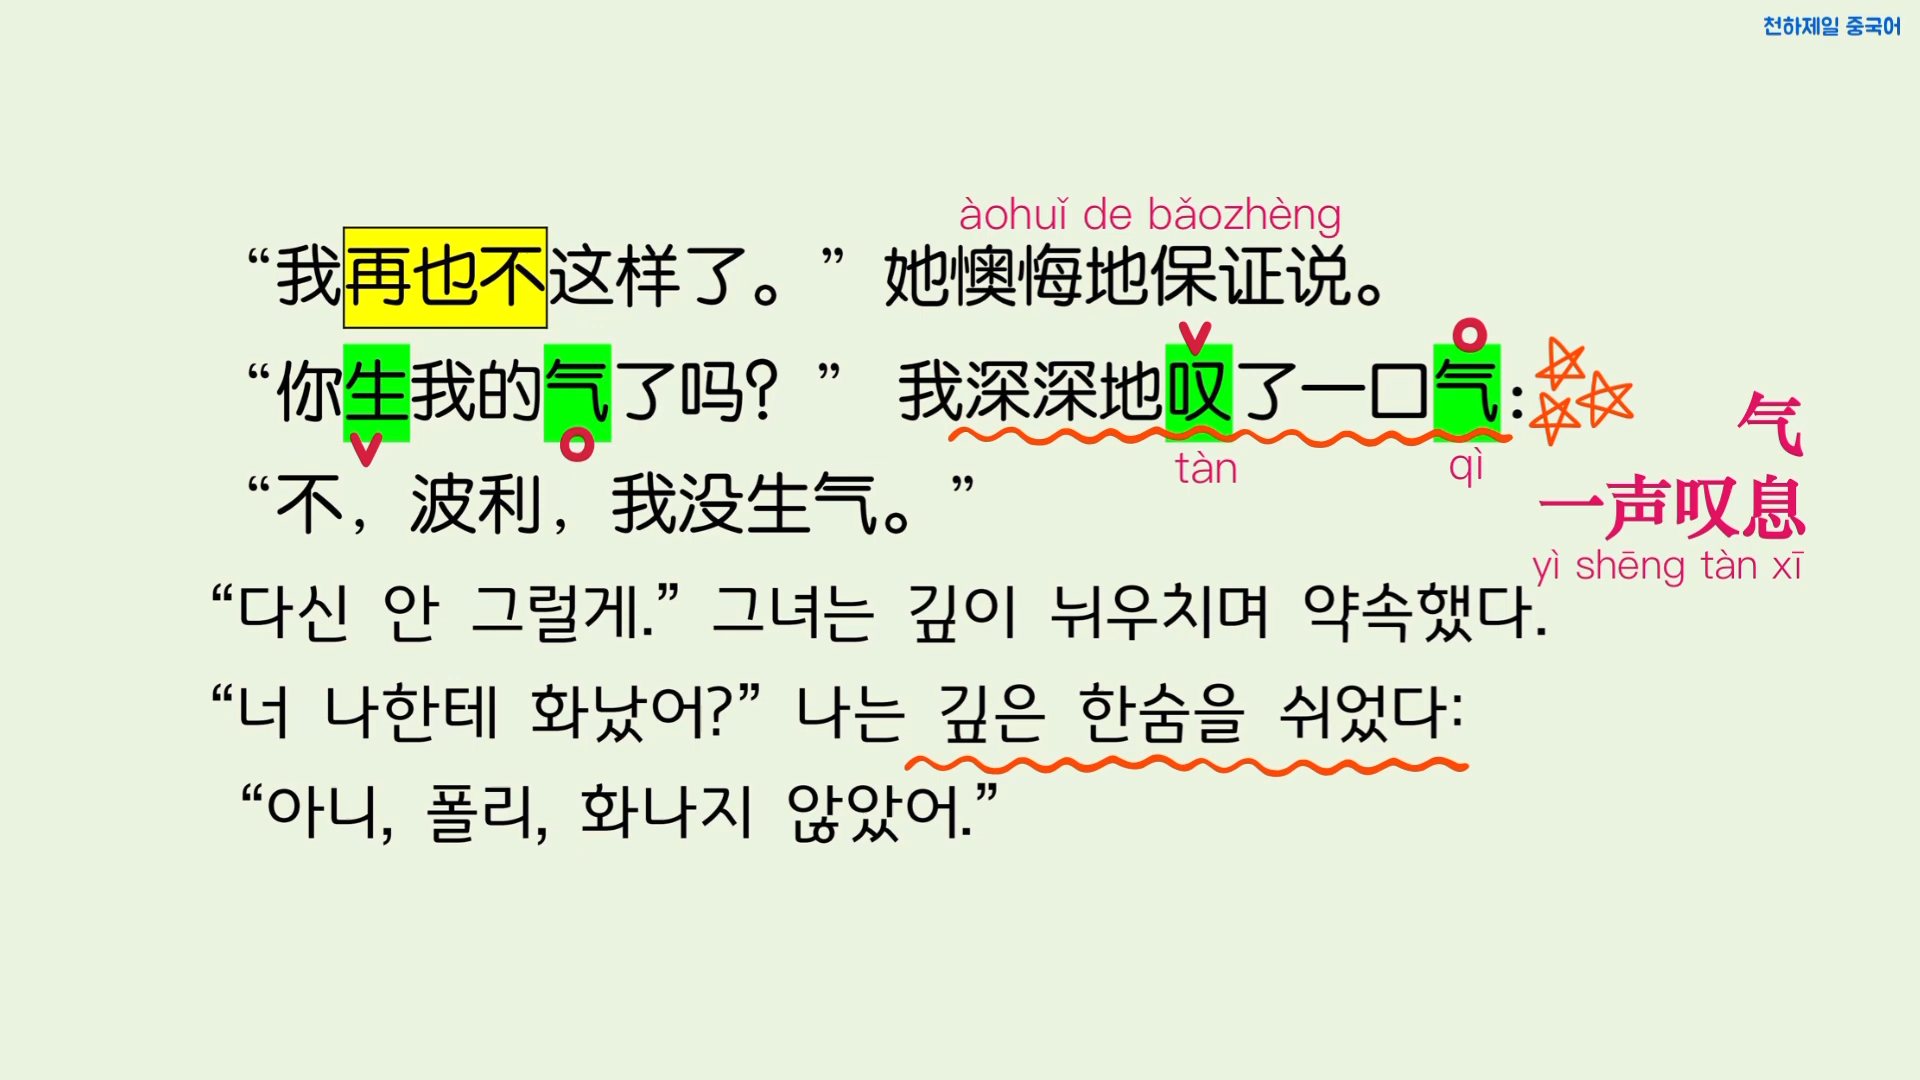 천하제일 중국어
àohuǐ de bǎozhèng
“我再也不这样了。” 她懊悔地保证说。
“你生我的气了吗？” 我深深地叹了一口气：
tàn qì
气
“不，波利，我没生气。”
一声叹息
yì shēng tàn xī
“다신 안 그럴게.” 그녀는 깊이 뉘우치며 약속했다.
“너 나한테 화났어?” 나는 깊은 한숨을 쉬었다:
“아니, 폴리, 화나지 않았어.”